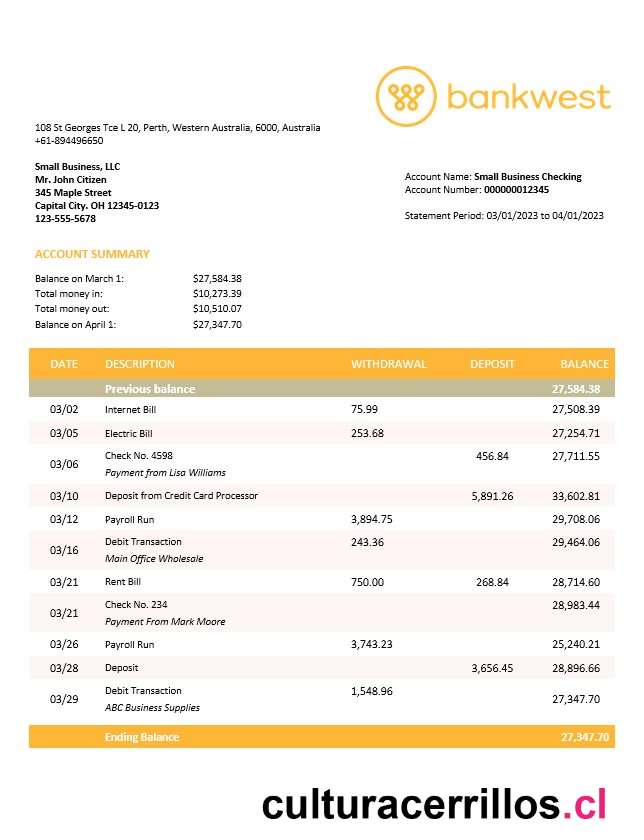 bankwest
108 St Georges Tce L 20, Perth, Western Australia, 6000, Australia
+61-894496650
Small Business, LLC
Mr. John Citizen
345 Maple Street
Capital City. OH 12345-0123
123-555-5678
Account Name: Small Business Checking
Account Number: 000000012345
Statement Period: 03/01/2023 to 04/01/2023
ACCOUNT SUMMARY
Balance on March 1: $27,584.38
Total money in: $10,273.39
Total money out: $10,510.07
Balance on April 1: $27,347.70
DATE DESCRIPTION WITHDRAWAL DEPOSIT BALANCE
Previous balance 27,584.38
03/02 Internet Bill 75.99 27,508.39
03/05 Electric Bill 253.68 27,254.71
03/06 Check No. 4598 456.84 27,711.55
Payment from Lisa Williams
03/10 Deposit from Credit Card Processor 5,891.26 33,602.81
03/12 Payroll Run 3,894.75 29,708.06
03/16 Debit Transaction 243.36 29,464.06
Main Office Wholesale
03/21 Rent Bill 750.00 268.84 28,714.60
03/21 Check No. 234 28,983.44
Payment From Mark Moore
03/26 Payroll Run 3,743.23 25,240.21
03/28 Deposit 3,656.45 28,896.66
03/29 Debit Transaction 1,548.96 27,347.70
ABC Business Supplies
Ending Balance 27,347.70
culturacerrillos.cl